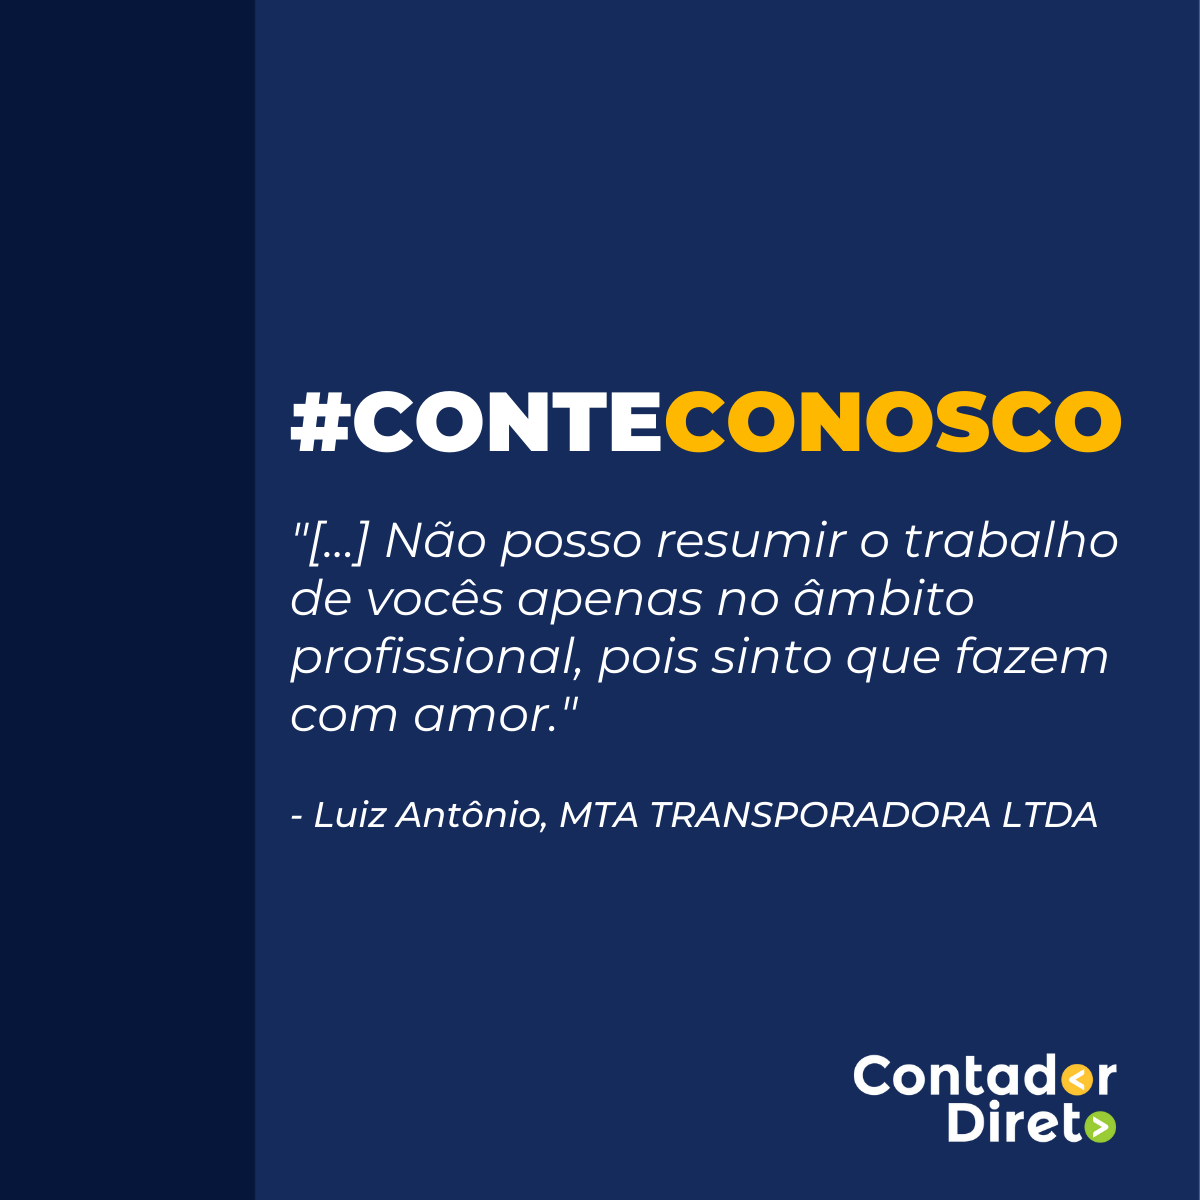 #CONTECONOSCO
"[...] Não posso resumir o trabalho
de vocês apenas no âmbito
profissional, pois sinto que fazem
com amor."
- Luiz Antônio, MTA TRANSPORADORA LTDA
Contador
Direto